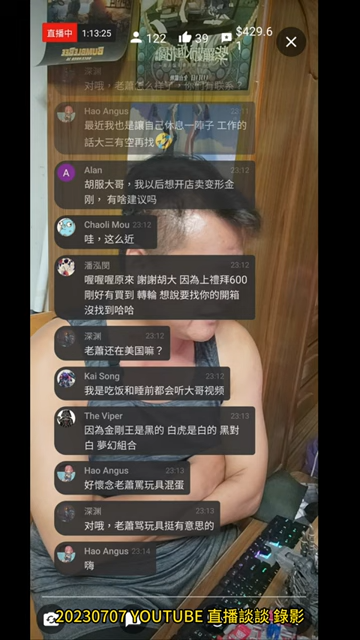 直播中
1:13:25
122
39
$429.6
1
深渊
Hao Angus
最近我也是讓自己休息一陣子 工作的
話大三有空再找🤣
Alan 23:12
胡服大哥，我以后想开店卖变形金
刚， 有啥建议吗
Chaoli Mou 23:12
哇，这么近
潘泓閔 23:12
喔喔喔原來 謝謝胡大 因為上禮拜600
剛好有買到 轉輪 想說要找你的開箱
沒找到哈哈
深渊 23:12
老蕭还在美国嘛？
Kai Song 23:12
我是吃饭和睡前都会听大哥视频
The Viper 23:13
因為金剛王是黑的 白虎是白的 黑對
白 夢幻組合
Hao Angus 23:13
好懷念老蕭罵玩具混蛋
深渊 23:13
对哦，老蕭骂玩具挺有意思的
Hao Angus 23:14
嗨
20230707 YOUTUBE 直播談談 錄影